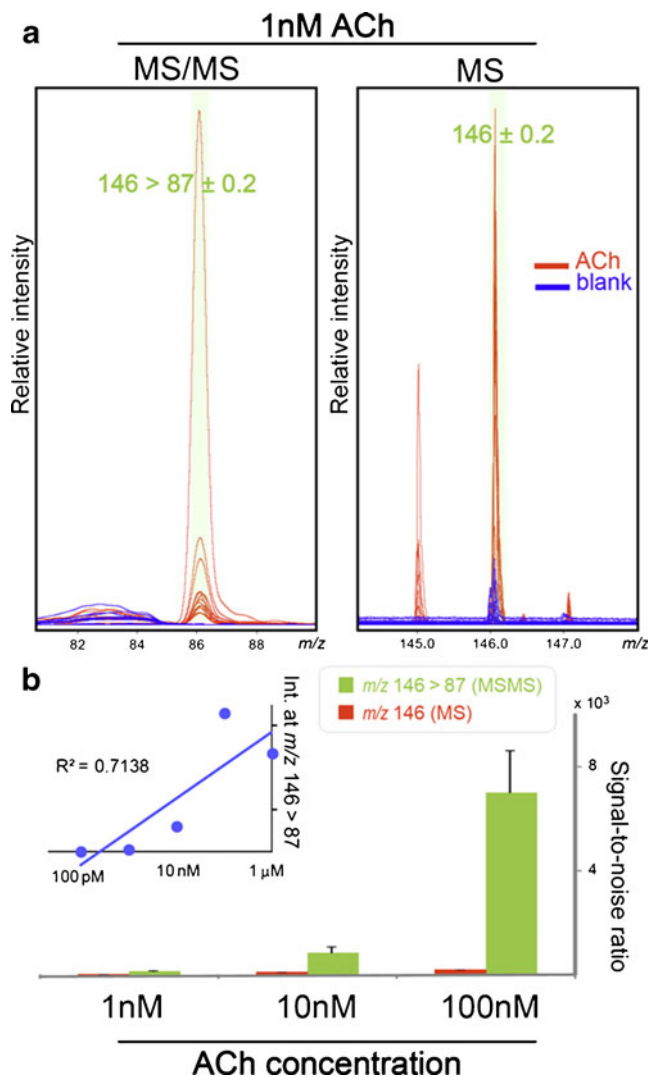 a
1nM ACh
MS/MS
MS
146 > 87 ± 0.2
146 ± 0.2
Relative intensity
Relative intensity
ACh
blank
82
84
86
88
m/z
145.0
146.0
147.0
m/z
b
m/z 146 > 87 (MSMS)
m/z 146 (MS)
R² = 0.7138
Int. at m/z 146 > 87
100 pM
10 nM
1 µM
x 10³
8
4
Signal-to-noise ratio
1nM
10nM
100nM
ACh concentration